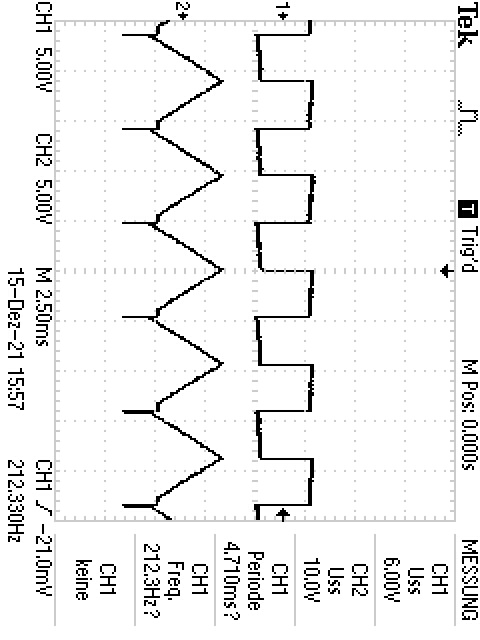 Tek
T Trig'd
M Pos: 0.000s
MESSUNG
CH1
Uss
6.00V
CH2
Uss
10.0V
CH1
Periode
4.710ms?
CH1
Freq.
212.3Hz?
CH1
keine
1
2
CH1 5.00V CH2 5.00V M 2.50ms CH1 -21.0mV
15-Dez-21 15:57 212.330Hz